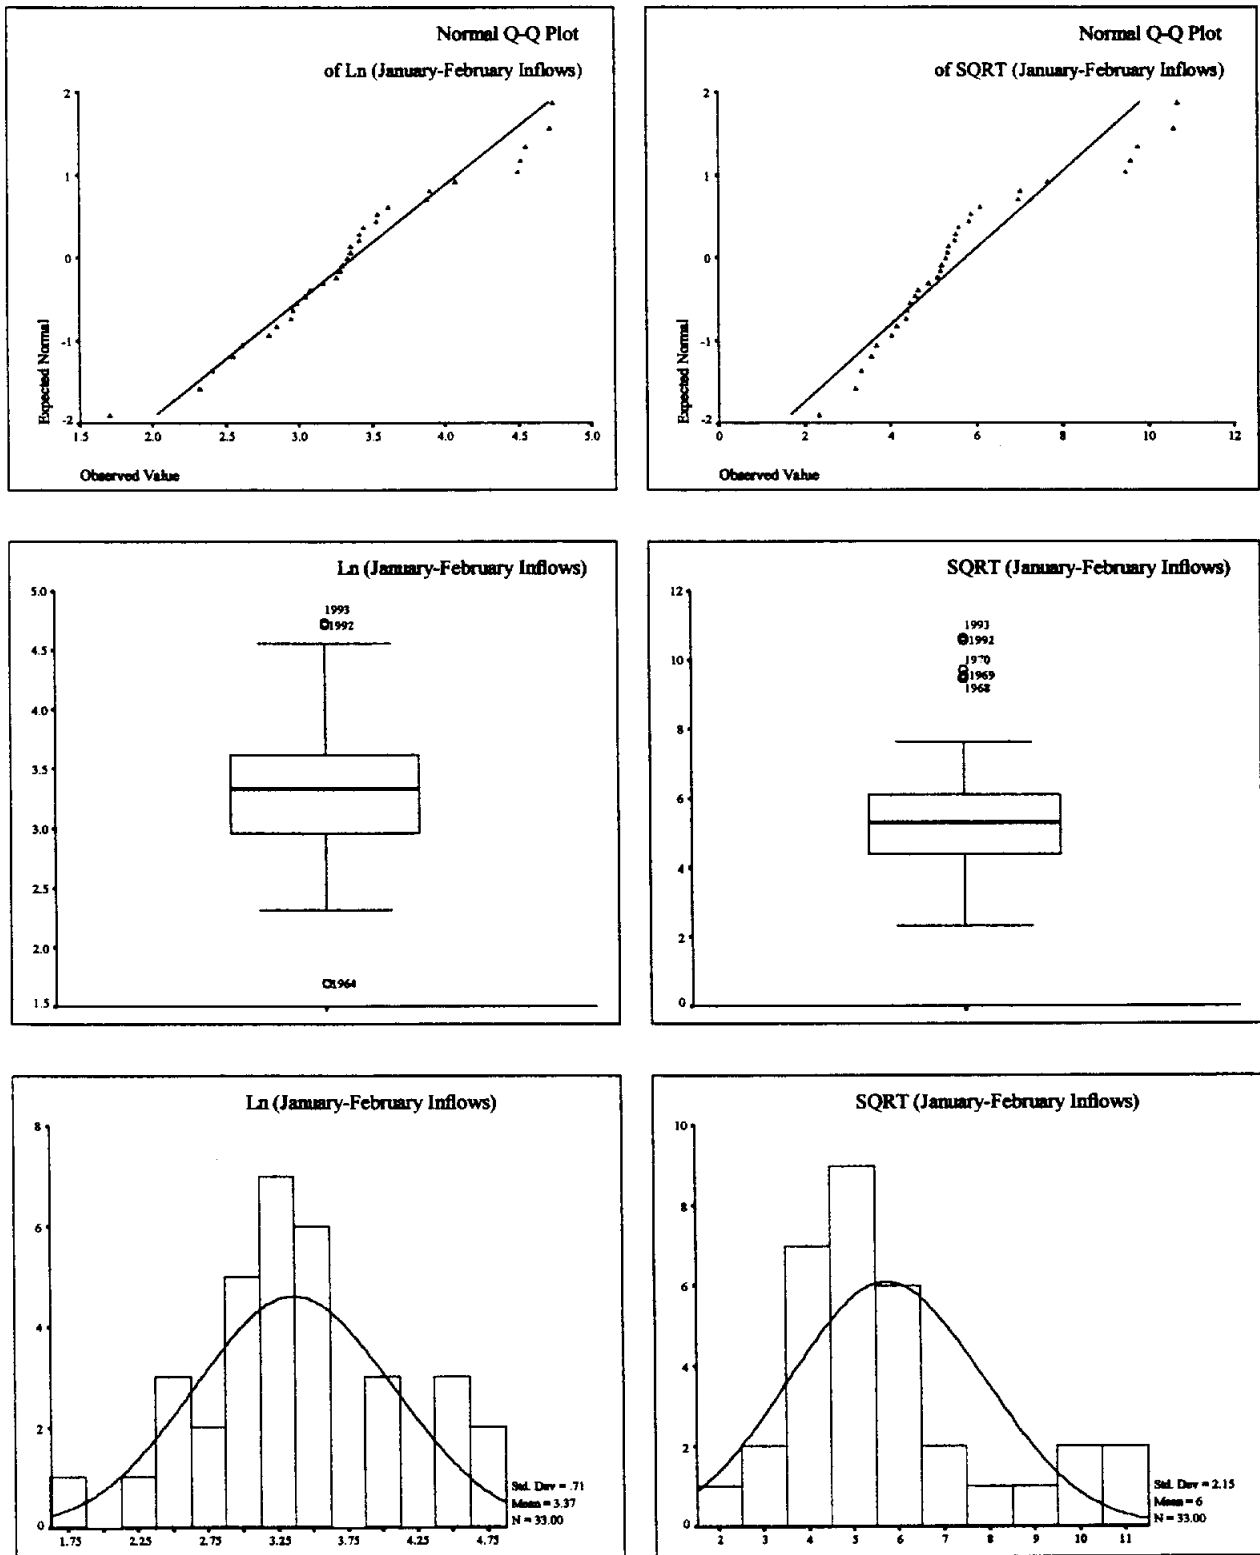 Normal Q-Q Plot
of Ln (January-February Inflows)
2
1
0
-1
-2
Expected Normal
1.5 2.0 2.5 3.0 3.5 4.0 4.5 5.0
Observed Value
Normal Q-Q Plot
of SQRT (January-February Inflows)
2
1
0
-1
-2
Expected Normal
0 2 4 6 8 10 12
Observed Value
Ln (January-February Inflows)
5.0
4.5
4.0
3.5
3.0
2.5
2.0
1.5
1993
1992
1964
SQRT (January-February Inflows)
12
10
8
6
4
2
0
1993
1992
1970
1969
1968
Ln (January-February Inflows)
8
6
4
2
0
1.75 2.25 2.75 3.25 3.75 4.25 4.75
Std. Dev = .71
Mean = 3.37
N = 33.00
SQRT (January-February Inflows)
10
8
6
4
2
0
2 3 4 5 6 7 8 9 10 11
Std. Dev = 2.15
Mean = 6
N = 33.00